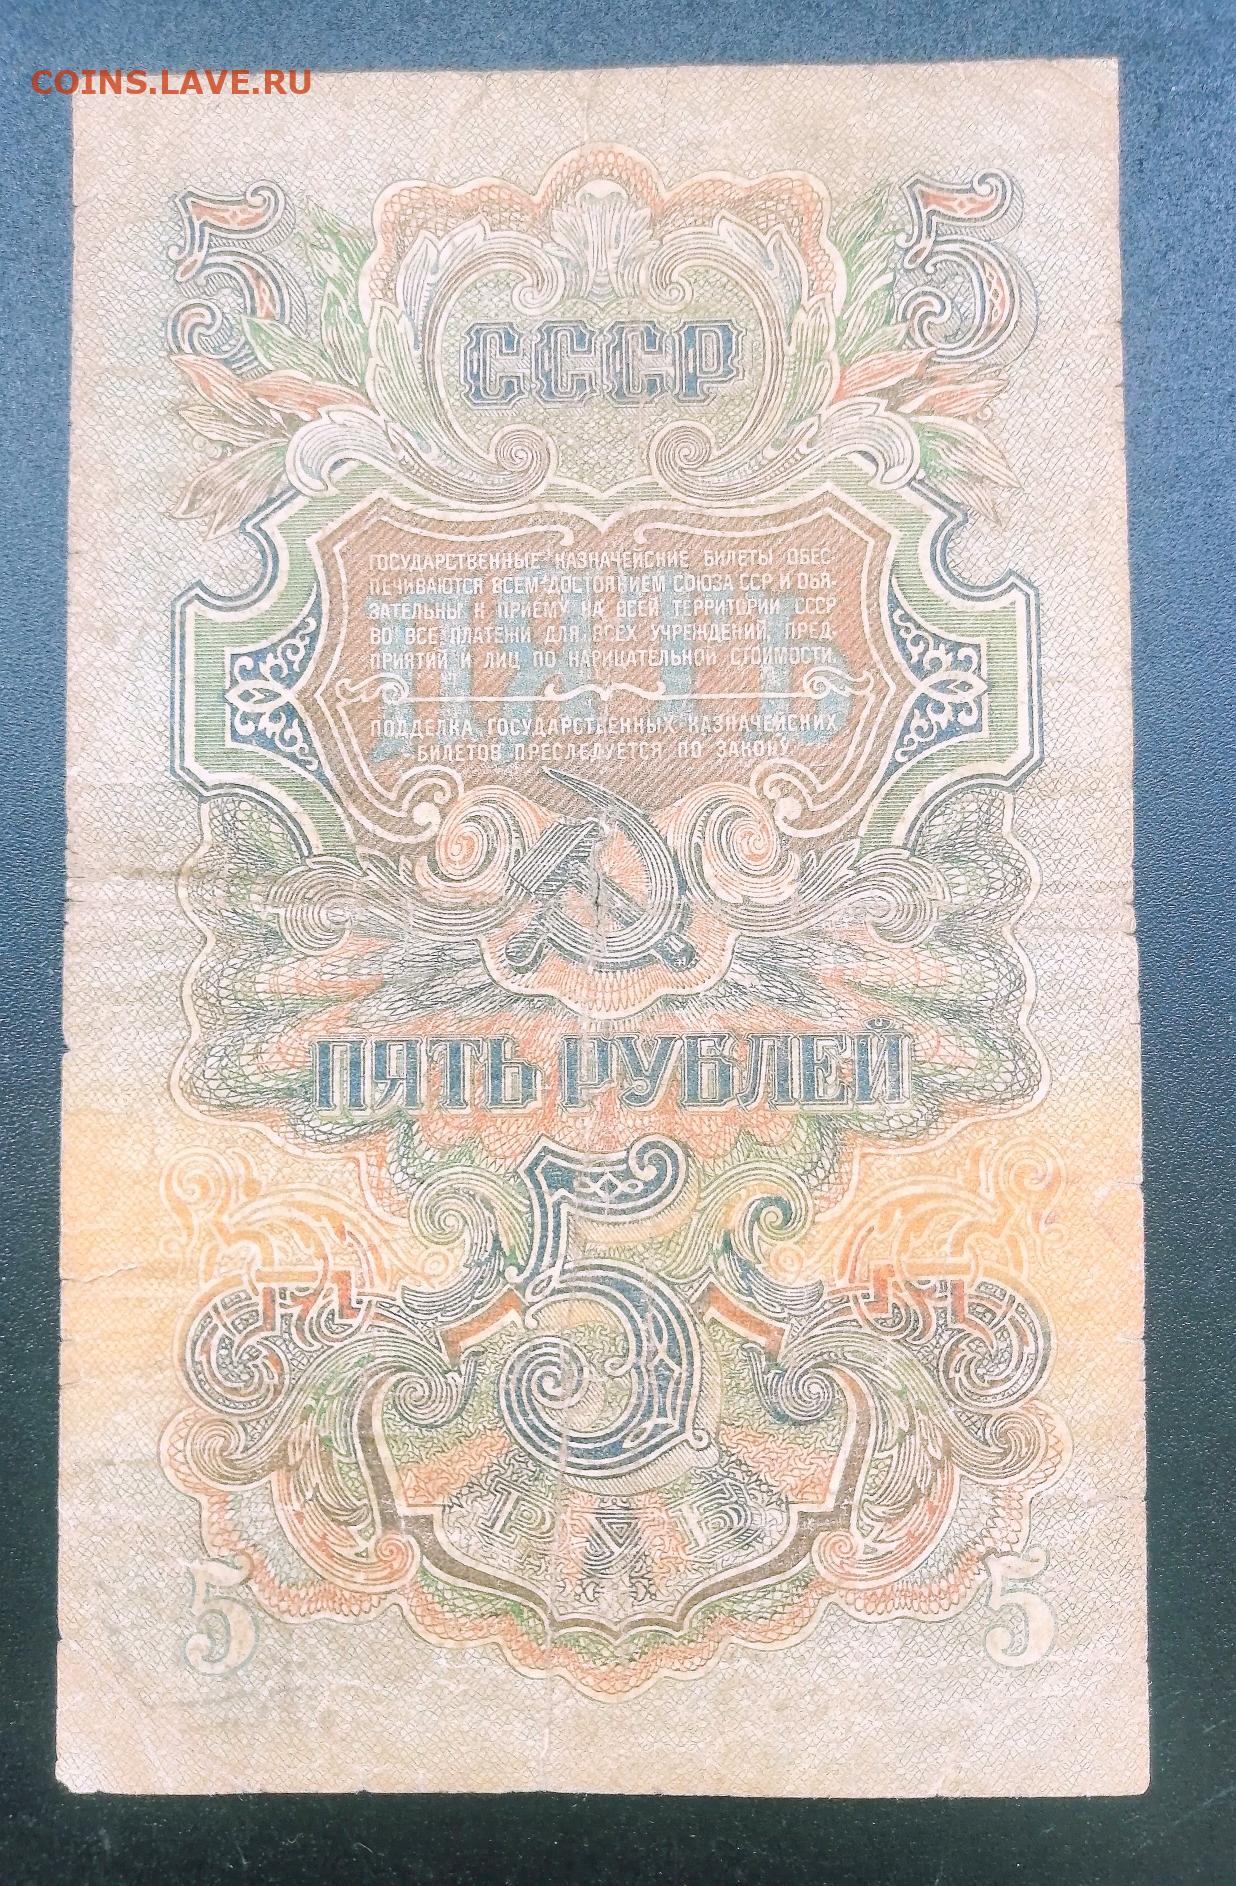 COINS.LAVE.RU
5 5
СССР
ГОСУДАРСТВЕННЫЕ КАЗНАЧЕЙСКИЕ БИЛЕТЫ ОБЕС-
ПЕЧИВАЮТСЯ ВСЕМ ДОСТОЯНИЕМ СОЮЗА ССР И ОБЯ-
ЗАТЕЛЬНЫ К ПРИЕМУ НА ВСЕЙ ТЕРРИТОРИИ СССР
ВО ВСЕ ПЛАТЕЖИ ДЛЯ ВСЕХ УЧРЕЖДЕНИЙ, ПРЕД-
ПРИЯТИЙ И ЛИЦ ПО НАРИЦАТЕЛЬНОЙ СТОИМОСТИ.
ПЯТЬ
ПОДДЕЛКА ГОСУДАРСТВЕННЫХ КАЗНАЧЕЙСКИХ
БИЛЕТОВ ПРЕСЛЕДУЕТСЯ ПО ЗАКОНУ.
ПЯТЬ РУБЛЕЙ
5
РУБ
5 5